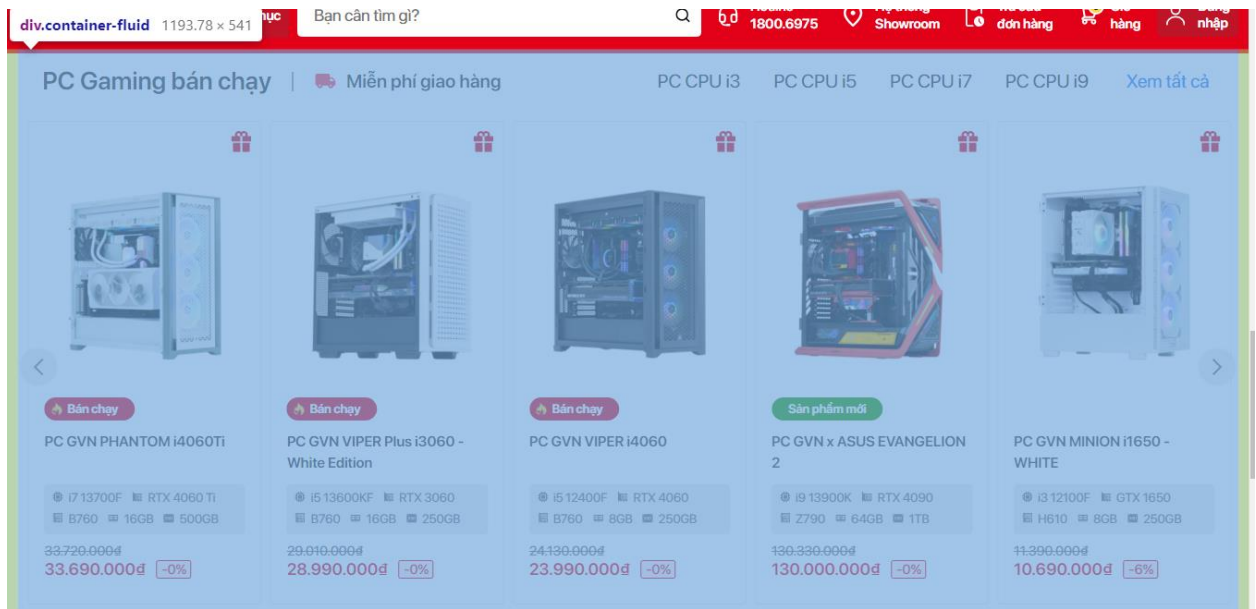 div.container-fluid 1193.78 × 541
Bạn cần tìm gì?
1800.6975
Showroom
đơn hàng
hàng
nhập
PC Gaming bán chạy | Miễn phí giao hàng
PC CPU i3 PC CPU i5 PC CPU i7 PC CPU i9 Xem tất cả
Bán chạy
PC GVN PHANTOM i4060Ti
i7 13700F RTX 4060 Ti
B760 16GB 500GB
33.720.000đ
33.690.000đ -0%
Bán chạy
PC GVN VIPER Plus i3060 -
White Edition
i5 13600KF RTX 3060
B760 16GB 250GB
29.010.000đ
28.990.000đ -0%
Bán chạy
PC GVN VIPER i4060
i5 12400F RTX 4060
B760 8GB 250GB
24.130.000đ
23.990.000đ -0%
Sản phẩm mới
PC GVN x ASUS EVANGELION
2
i9 13900K RTX 4090
Z790 64GB 1TB
130.330.000đ
130.000.000đ -0%
PC GVN MINION i1650 -
WHITE
i3 12100F GTX 1650
H610 8GB 250GB
11.390.000đ
10.690.000đ -6%